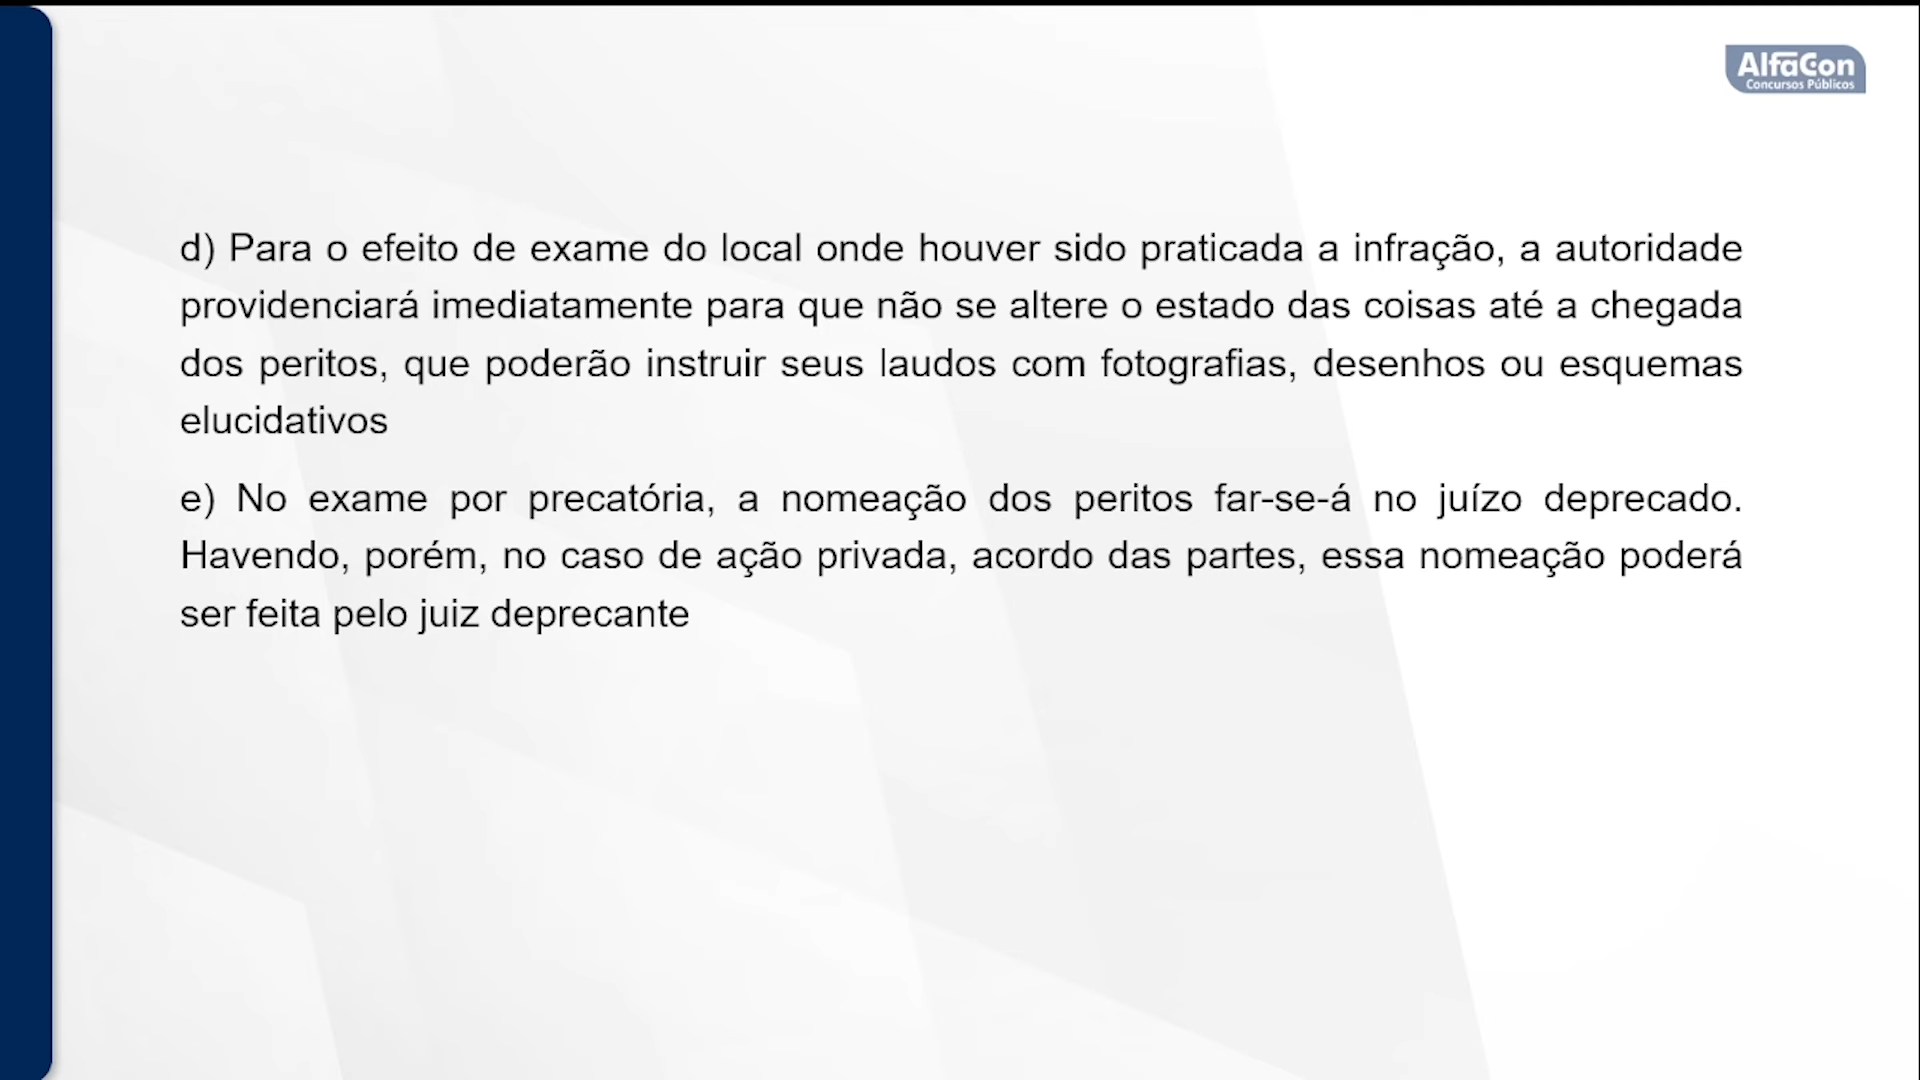 AlfaCon
Concursos Públicos
d) Para o efeito de exame do local onde houver sido praticada a infração, a autoridade
providenciará imediatamente para que não se altere o estado das coisas até a chegada
dos peritos, que poderão instruir seus laudos com fotografias, desenhos ou esquemas
elucidativos
e) No exame por precatória, a nomeação dos peritos far-se-á no juízo deprecado.
Havendo, porém, no caso de ação privada, acordo das partes, essa nomeação poderá
ser feita pelo juiz deprecante